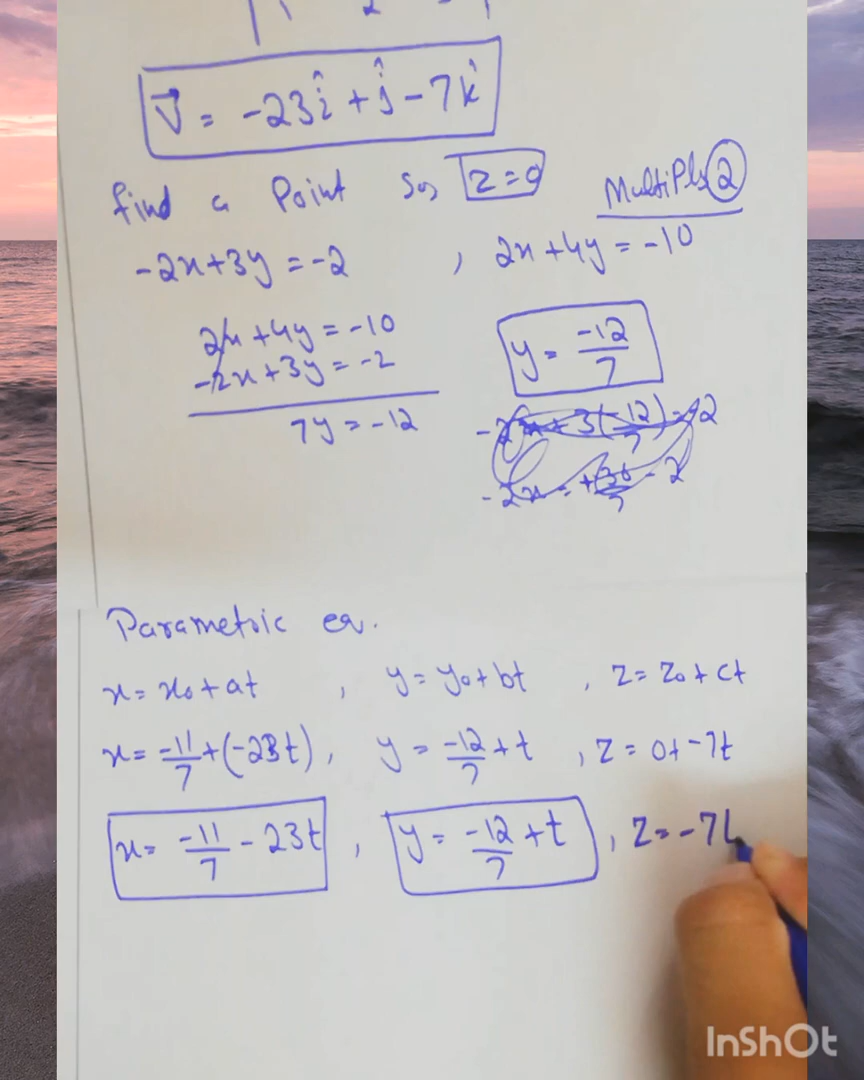 V⃗ = -23î + ĵ - 7k̂
find a Point So, z=0 MultiPly ②
-2x+3y = -2 , 2x+4y = -10
2x+4y = -10
-2x+3y = -2
7y = -12
y = -12/7
Parametric eq.
x = x₀ + at , y = y₀ + bt , z = z₀ + ct
x = -11/7 + (-23t) , y = -12/7 + t , z = 0 + -7t
x = -11/7 - 23t , y = -12/7 + t , z = -7t
InShOt